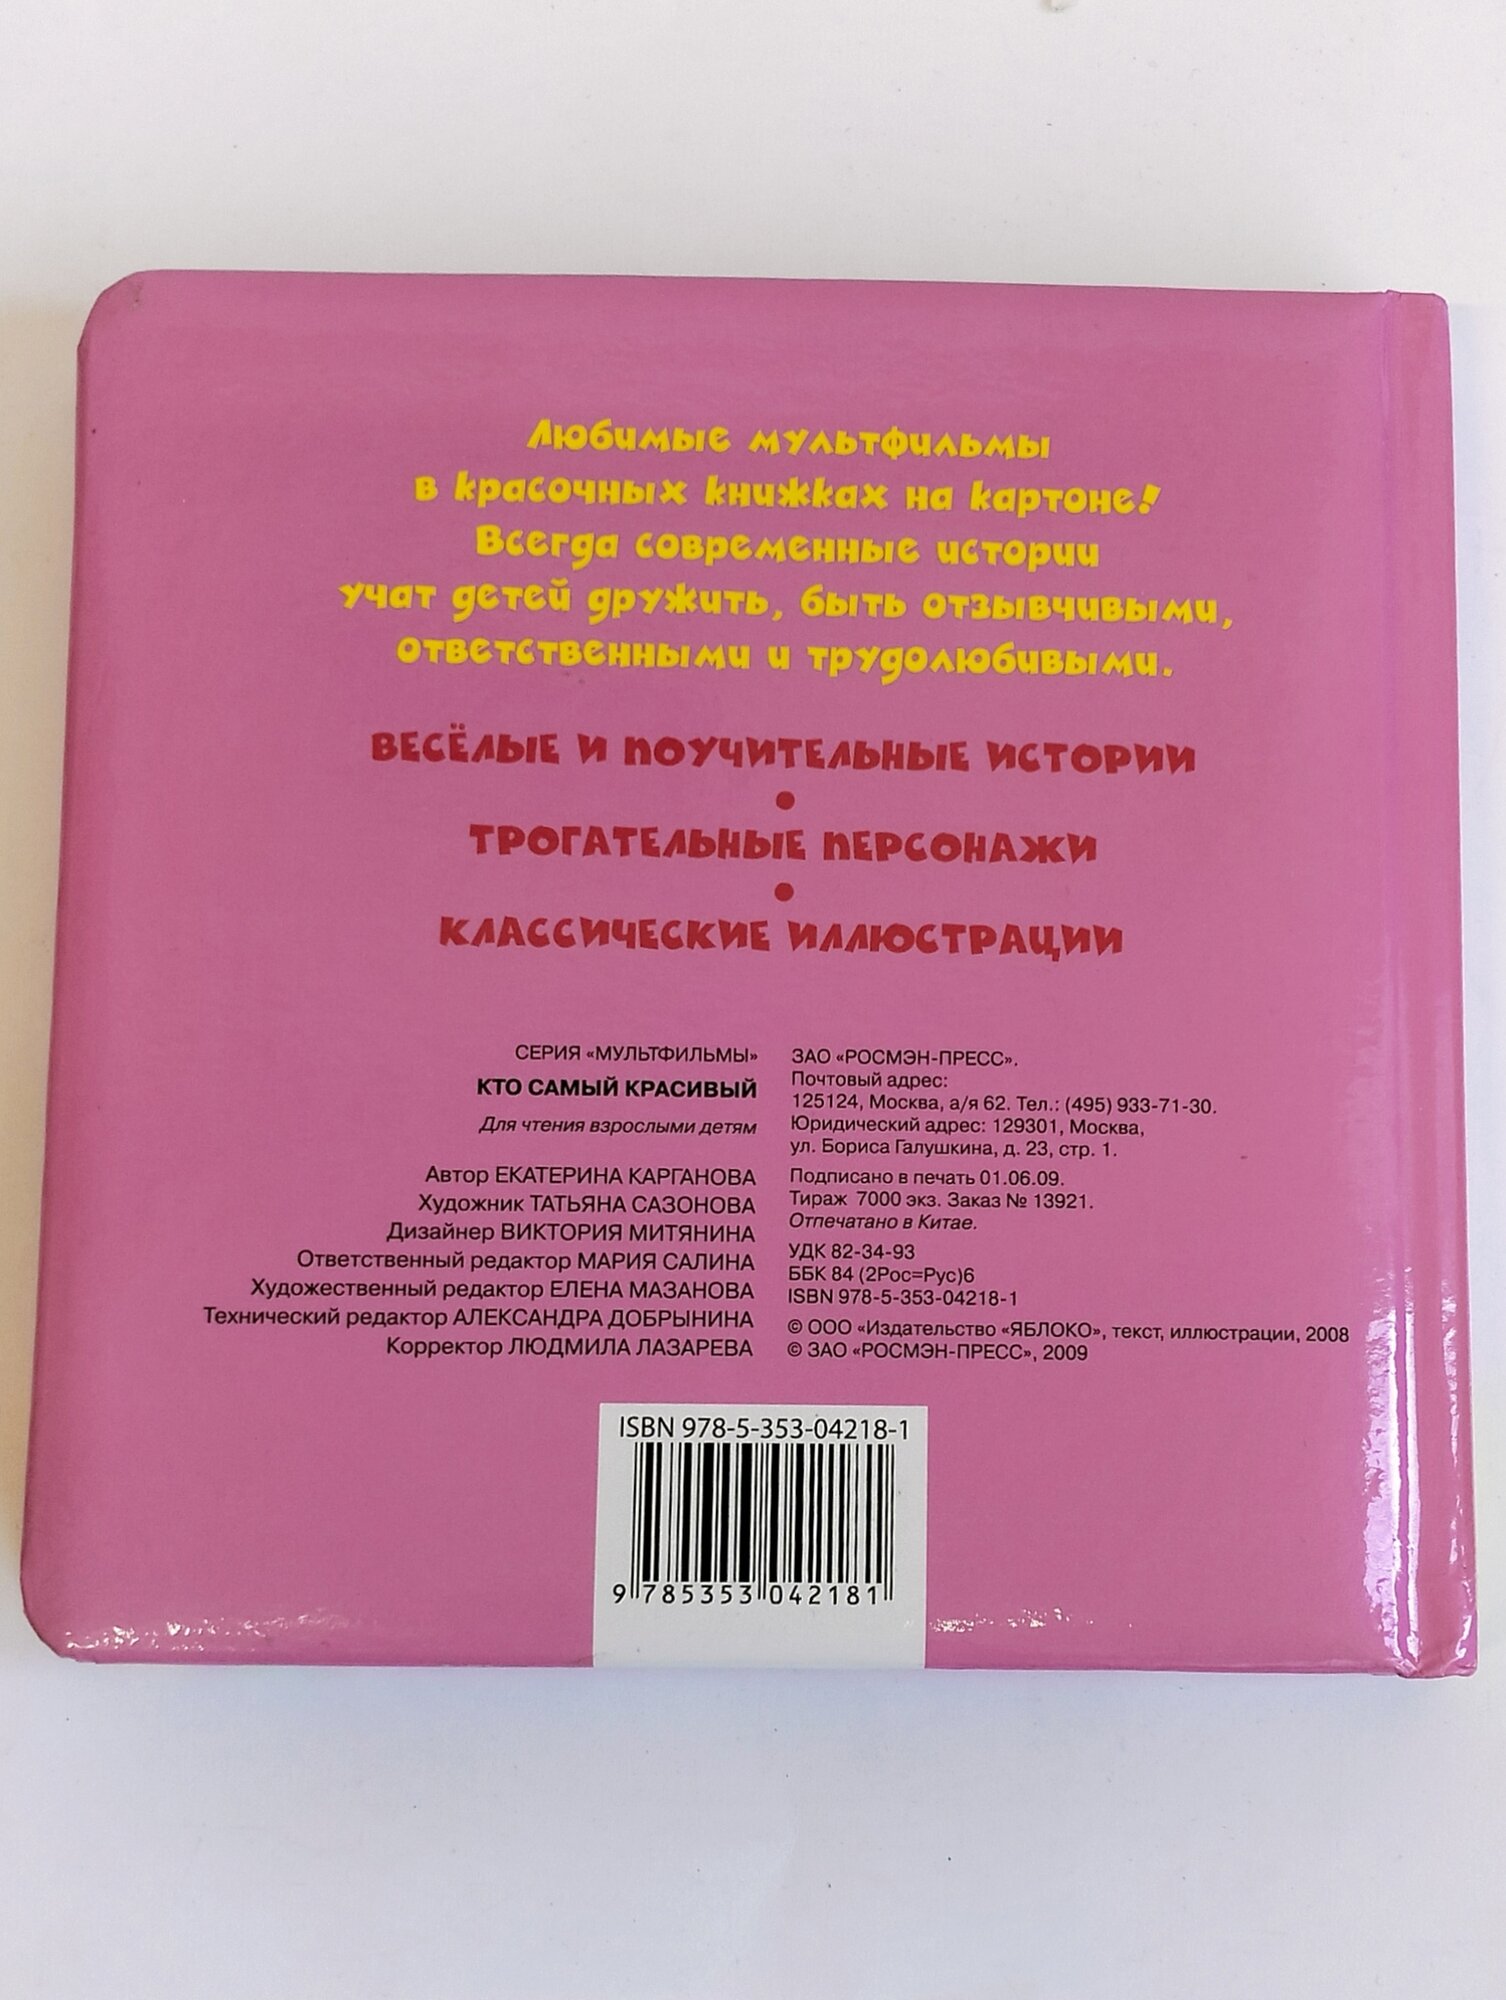 Любимые мультфильмы
в красочных книжках на картоне!
Всегда современные истории
учат детей дружить, быть отзывчивыми,
ответственными и трудолюбивыми.
ВЕСЁЛЫЕ И ПОУЧИТЕЛЬНЫЕ ИСТОРИИ
•
ТРОГАТЕЛЬНЫЕ ПЕРСОНАЖИ
•
КЛАССИЧЕСКИЕ ИЛЛЮСТРАЦИИ
СЕРИЯ «МУЛЬТФИЛЬМЫ»
КТО САМЫЙ КРАСИВЫЙ
Для чтения взрослыми детям
Автор ЕКАТЕРИНА КАРГАНОВА
Художник ТАТЬЯНА САЗОНОВА
Дизайнер ВИКТОРИЯ МИТЯНИНА
Ответственный редактор МАРИЯ САЛИНА
Художественный редактор ЕЛЕНА МАЗАНОВА
Технический редактор АЛЕКСАНДРА ДОБРЫНИНА
Корректор ЛЮДМИЛА ЛАЗАРЕВА
ЗАО «РОСМЭН-ПРЕСС».
Почтовый адрес:
125124, Москва, а/я 62. Тел.: (495) 933-71-30.
Юридический адрес: 129301, Москва,
ул. Бориса Галушкина, д. 23, стр. 1.
Подписано в печать 01.06.09.
Тираж 7000 экз. Заказ № 13921.
Отпечатано в Китае.
УДК 82-34-93
ББК 84 (2Рос=Рус)6
ISBN 978-5-353-04218-1
© ООО «Издательство «ЯБЛОКО», текст, иллюстрации, 2008
© ЗАО «РОСМЭН-ПРЕСС», 2009
ISBN 978-5-353-04218-1
9 785353 042181